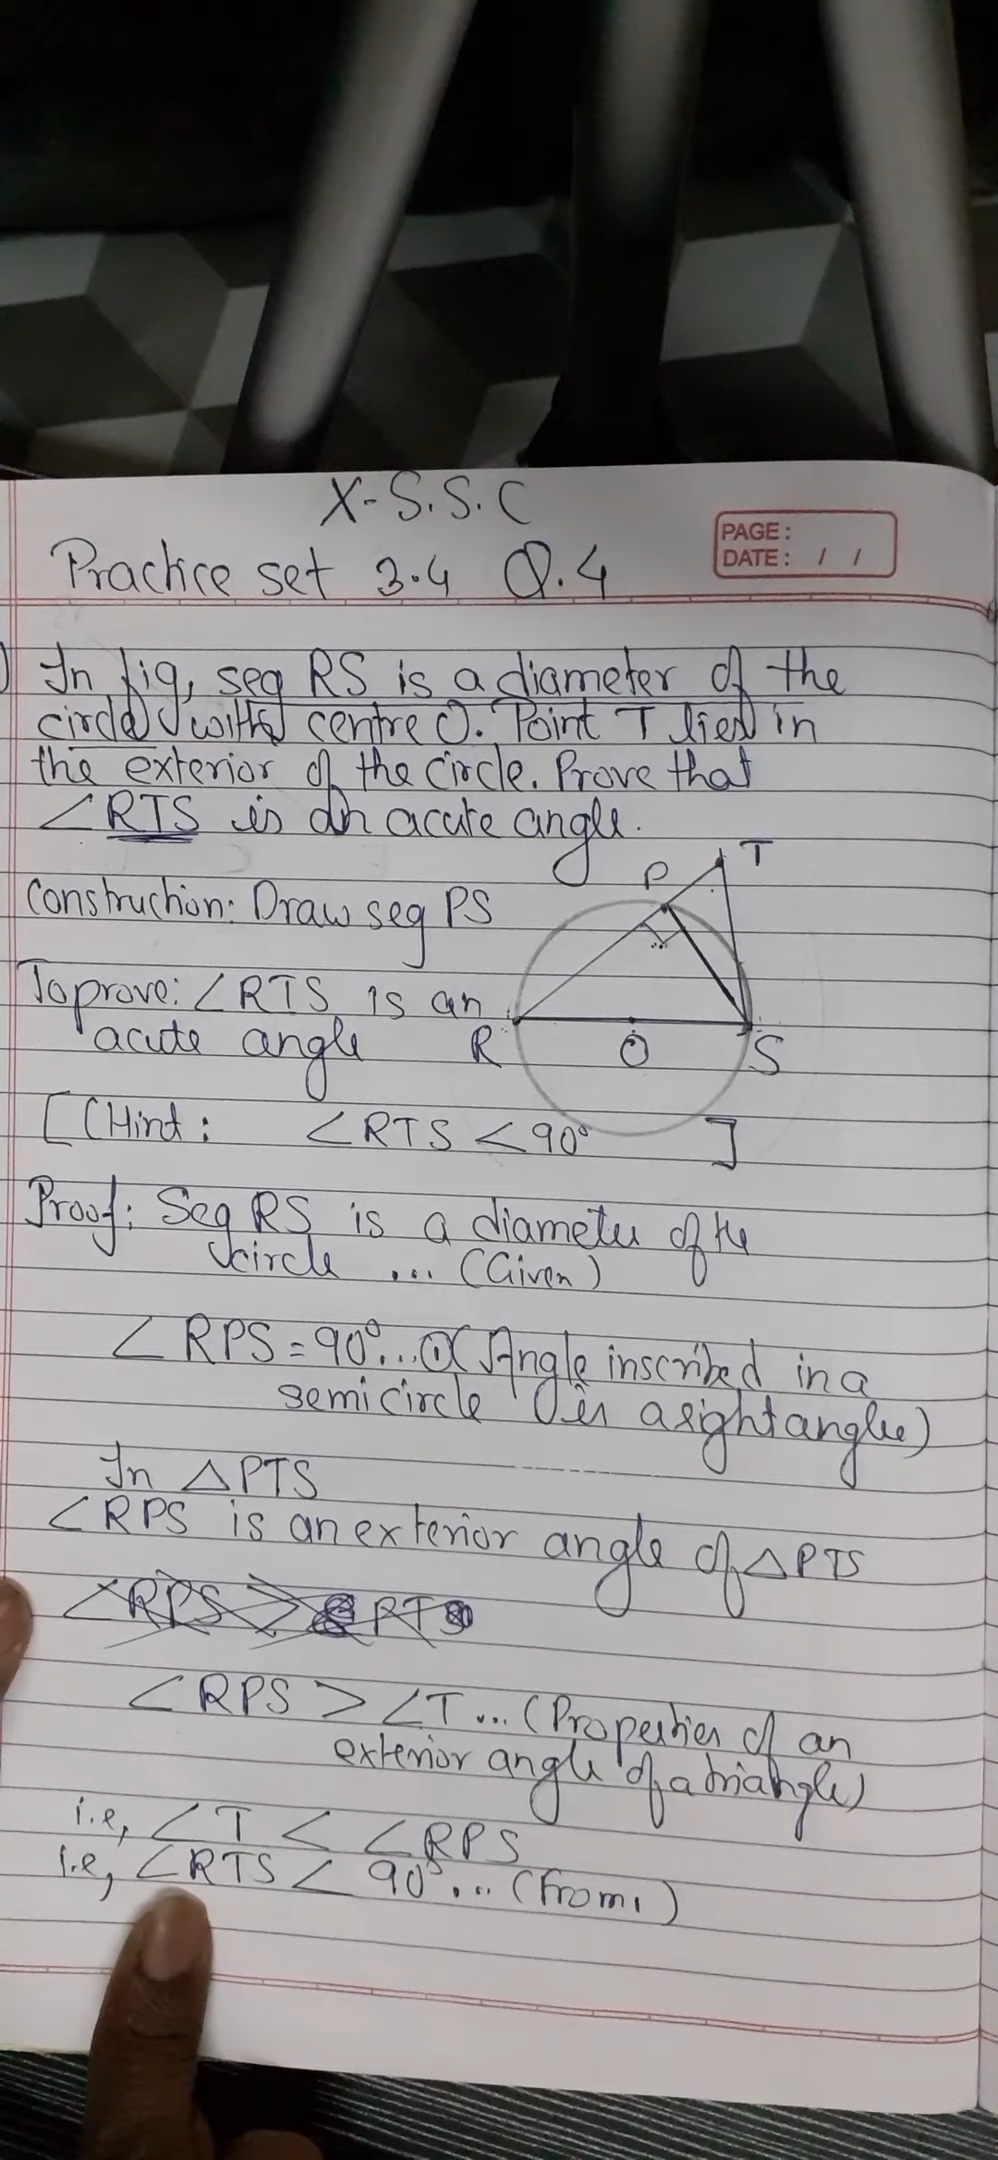 X-S.S.C
PAGE:
DATE: / /
Practice set 3.4 Q.4
In fig, seg RS is a diameter of the
circle with centre O. Point T lies in
the exterior of the circle. Prove that
∠RTS is an acute angle.
T
P
Construction: Draw seg PS
To prove: ∠RTS is an
acute angle
R O S
[(Hint: ∠RTS < 90° ]
Proof: Seg RS is a diameter of the
circle ... (Given)
∠RPS = 90° ... ① (Angle inscribed in a
semicircle is a right angle)
In △PTS
∠RPS is an exterior angle of △PTS
∠RPS > ∠T ... (Properties of an
exterior angle of a triangle)
i.e, ∠T < ∠RPS
i.e, ∠RTS < 90° ... (From 1)